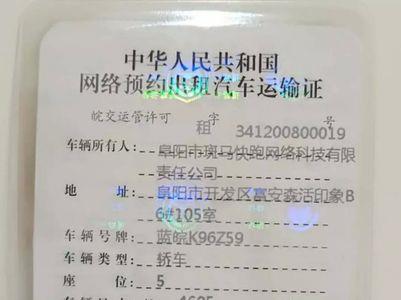 中华人民共和国
网络预约出租汽车运输证
皖交运管许可 字 号
租 341200800019
车辆所有人: 阜阳市斑马快跑网络科技有限
责任公司
地 址: 阜阳市开发区富安森活印象B
6#105室
车辆号牌: 蓝皖K96Z59
车辆类型: 轿车
座 位: 5